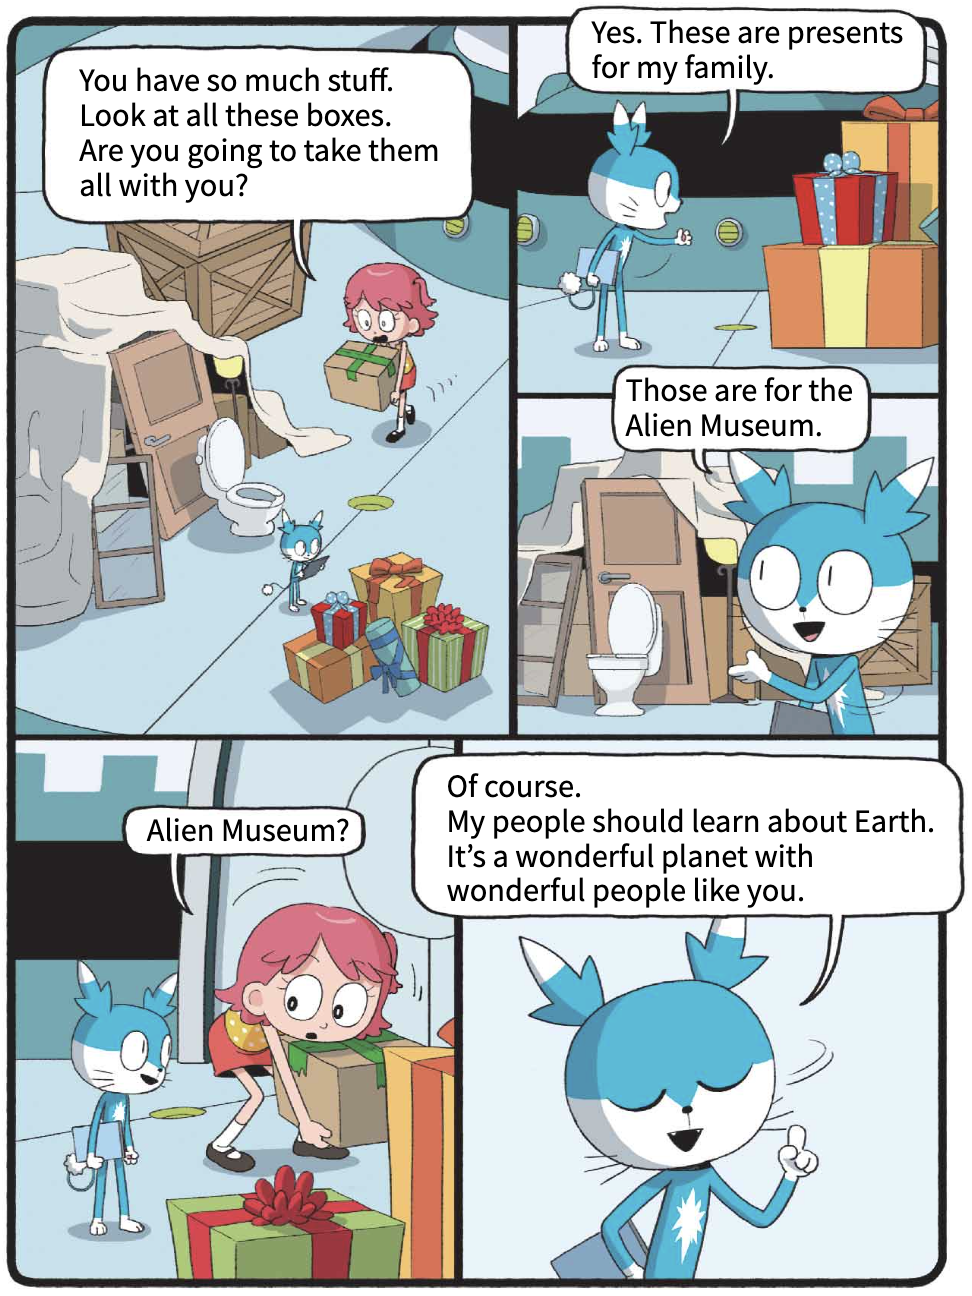 You have so much stuff.
Look at all these boxes.
Are you going to take them
all with you?
Yes. These are presents
for my family.
Those are for the
Alien Museum.
Alien Museum?
Of course.
My people should learn about Earth.
It's a wonderful planet with
wonderful people like you.